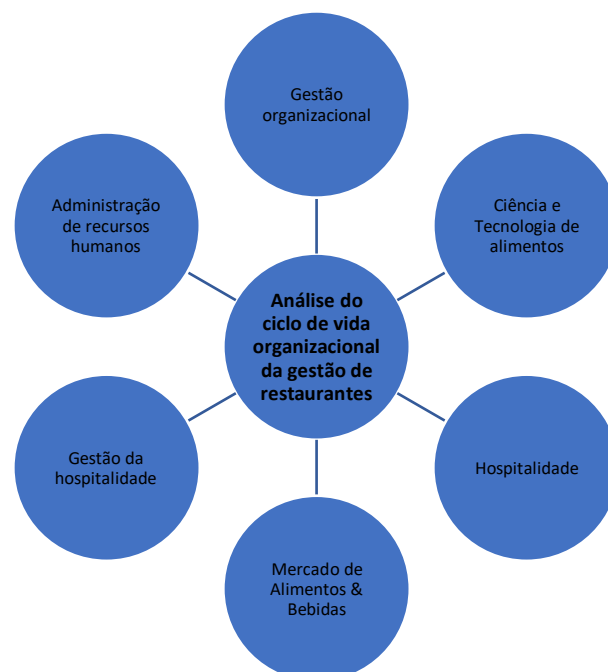 Gestão
organizacional
Administração
de recursos
humanos
Ciência e
Tecnologia de
alimentos
Análise do
ciclo de vida
organizacional
da gestão de
restaurantes
Gestão da
hospitalidade
Hospitalidade
Mercado de
Alimentos &
Bebidas